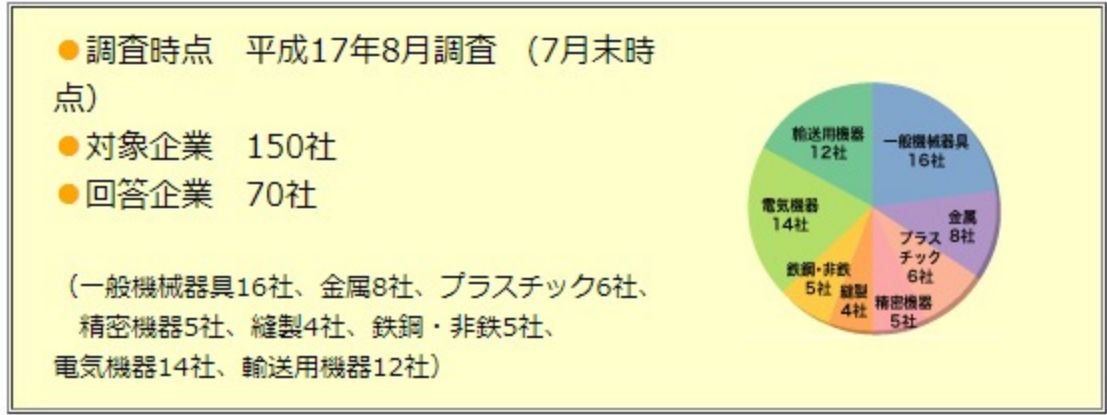 ●調査時点　平成17年8月調査　(7月末時
点）
●対象企業　150社
●回答企業　70社
（一般機械器具16社、金属8社、プラスチック6社、
精密機器5社、縫製4社、鉄鋼・非鉄5社、
電気機器14社、輸送用機器12社）
輸送用機器
12社
一般機械器具
16社
電気機器
14社
金属
8社
プラス
チック
6社
鉄鋼・非鉄
5社
縫製
4社
精密機器
5社